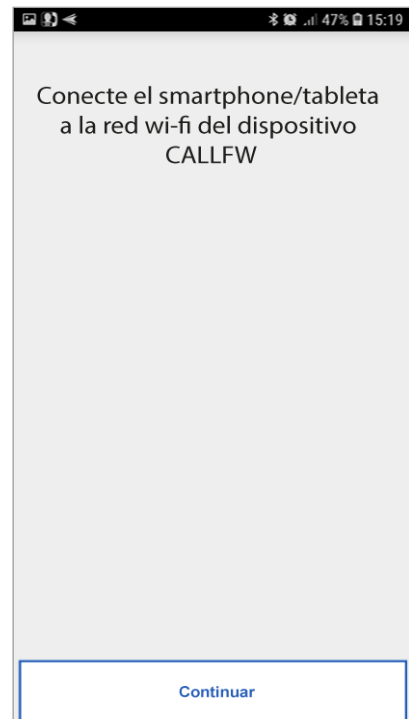 47% 15:19
Conecte el smartphone/tableta
a la red wi-fi del dispositivo
CALLFW
Continuar